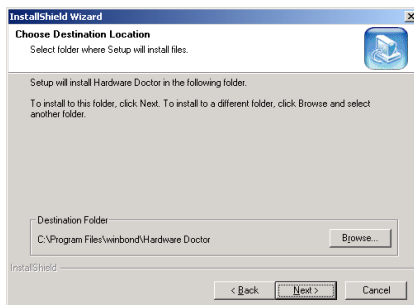 InstallShield Wizard
Choose Destination Location
Select folder where Setup will install files.
Setup will install Hardware Doctor in the following folder.
To install to this folder, click Next. To install to a different folder, click Browse and select
another folder.
Destination Folder
C:\Program Files\winbond\Hardware Doctor
Browse...
InstallShield
< Back
Next >
Cancel